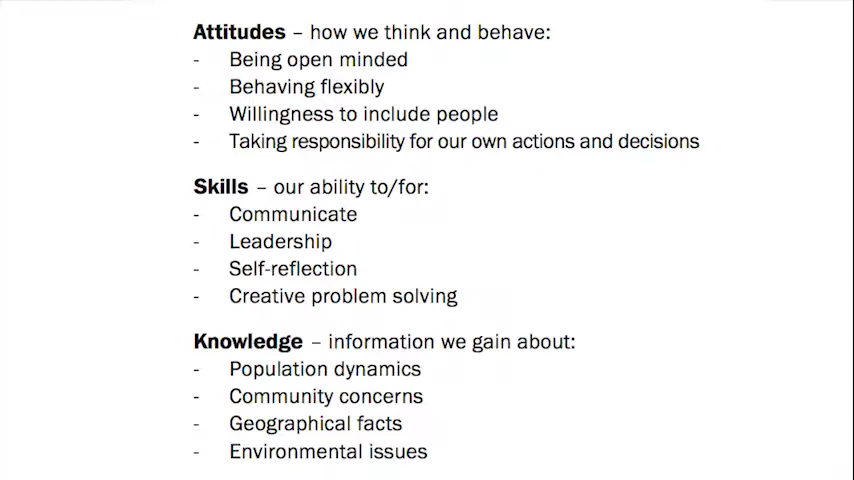 Attitudes – how we think and behave:
- Being open minded
- Behaving flexibly
- Willingness to include people
- Taking responsibility for our own actions and decisions
Skills – our ability to/for:
- Communicate
- Leadership
- Self-reflection
- Creative problem solving
Knowledge – information we gain about:
- Population dynamics
- Community concerns
- Geographical facts
- Environmental issues